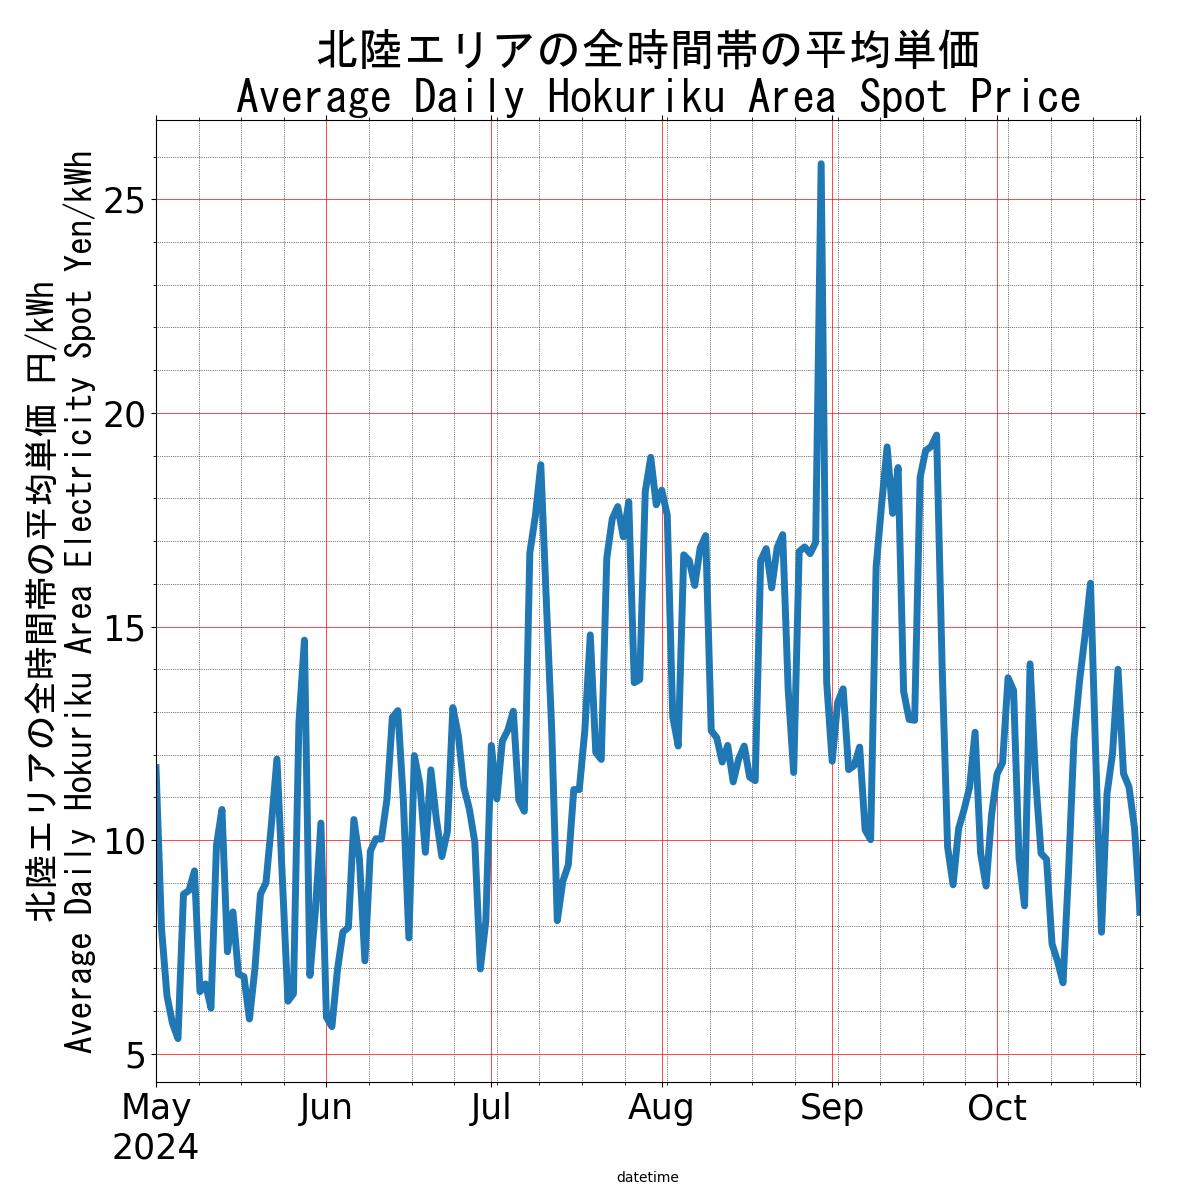 北陸エリアの全時間帯の平均単価
Average Daily Hokuriku Area Spot Price
北陸エリアの全時間帯の平均単価 円/kWh
Average Daily Hokuriku Area Electricity Spot Yen/kWh
25
20
15
10
5
May Jun Jul Aug Sep Oct
2024
datetime